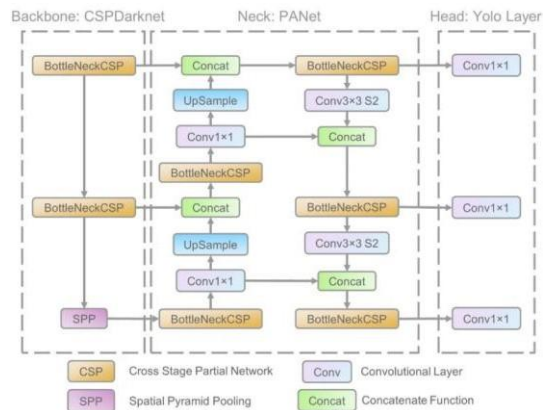 Backbone: CSPDarknet
Neck: PANet
Head: Yolo Layer
BottleNeckCSP
Concat
BottleNeckCSP
Conv1×1
UpSample
Conv3×3 S2
Conv1×1
Concat
BottleNeckCSP
BottleNeckCSP
Concat
BottleNeckCSP
Conv1×1
UpSample
Conv3×3 S2
Conv1×1
Concat
SPP
BottleNeckCSP
BottleNeckCSP
Conv1×1
CSP
Cross Stage Partial Network
Conv
Convolutional Layer
SPP
Spatial Pyramid Pooling
Concat
Concatenate Function